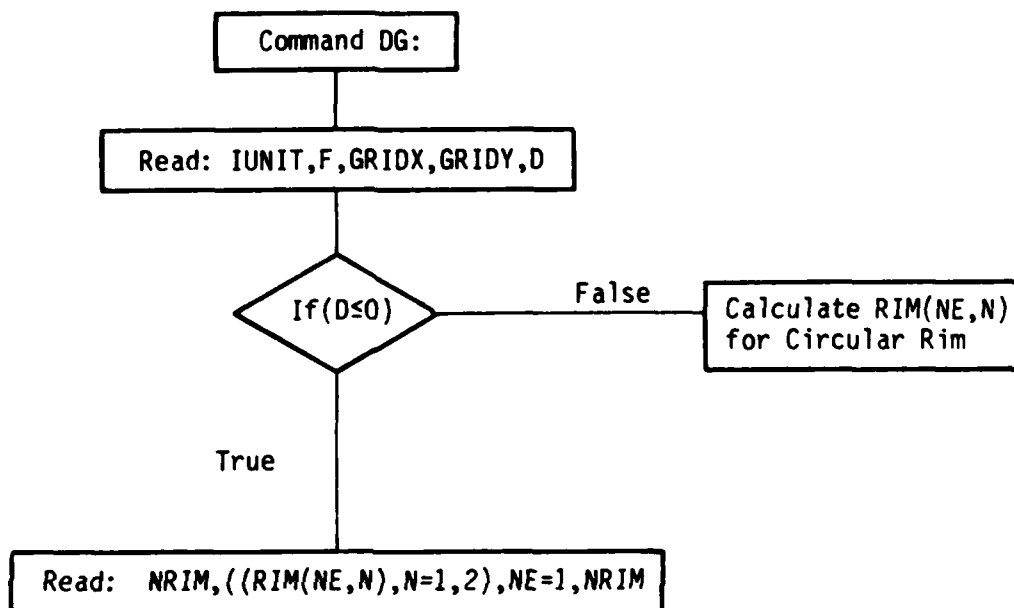 Command DG:
Read: IUNIT,F,GRIDX,GRIDY,D
If(D≤0)
False
Calculate RIM(NE,N)
for Circular Rim
True
Read: NRIM,((RIM(NE,N),N=1,2),NE=1,NRIM